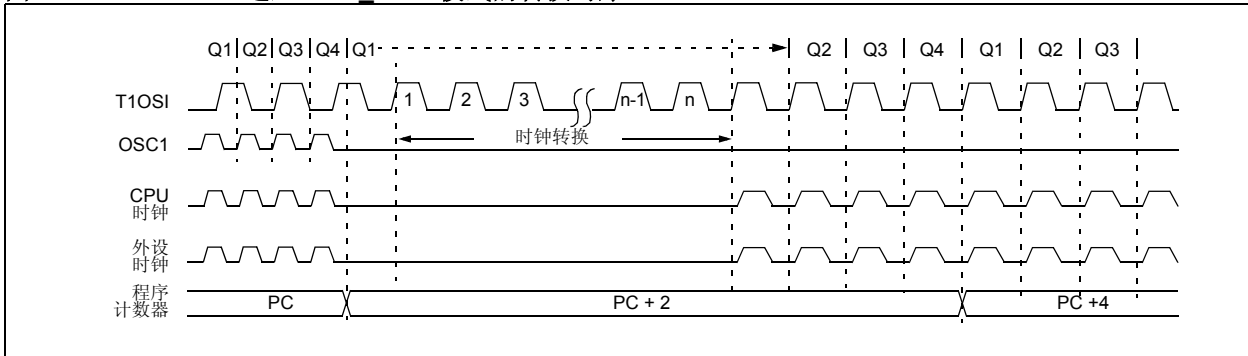 Q1 Q2 Q3 Q4 Q1 Q2 Q3 Q4 Q1 Q2 Q3
T1OSI 1 2 3 n-1 n
时钟转换
OSC1
CPU
时钟
外设
时钟
程序
计数器
PC PC + 2 PC +4